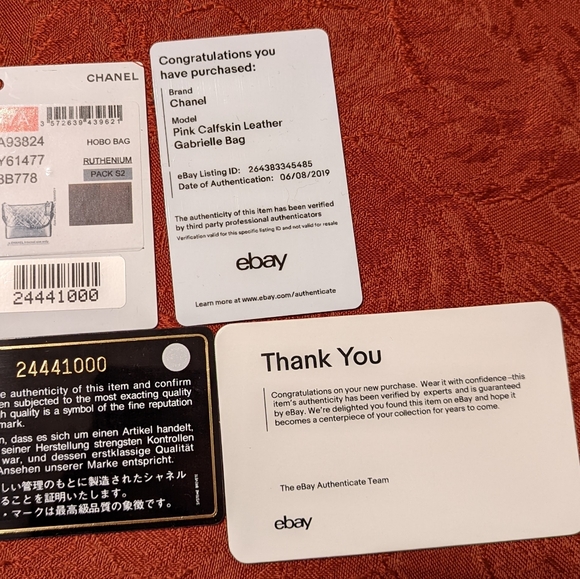 CHANEL
3 572639 439621
A93824
HOBO BAG
Y61477
RUTHENIUM
BB778
PACK S2
24441000
Congratulations you
have purchased:
Brand
Chanel
Model
Pink Calfskin Leather
Gabrielle Bag
eBay Listing ID: 264383345485
Date of Authentication: 06/08/2019
The authenticity of this item has been verified
by third party professional authenticators
Verification valid for this specific listing ID and not valid for resale
ebay
Learn more at www.ebay.com/authenticate
24441000
e authenticity of this item and confirm
en subjected to the most exacting quality
h quality is a symbol of the fine reputation
mark.
n, dass es sich um einen Artikel handelt,
seiner Herstellung strengsten Kontrollen
war, und dessen erstklassige Qualität
Ansehen unserer Marke entspricht.
しい管理のもとに製造されたシャネル
ることを証明いたします。
・マークは最高級品質の象徴です。
Thank You
Congratulations on your new purchase. Wear it with confidence—this
item's authenticity has been verified by experts and is guaranteed
by eBay. We're delighted you found this item on eBay and hope it
becomes a centerpiece of your collection for years to come.
The eBay Authenticate Team
ebay